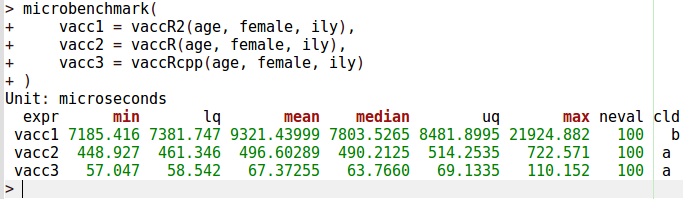 > microbenchmark(
+     vacc1 = vaccR2(age, female, ily),
+     vacc2 = vaccR(age, female, ily),
+     vacc3 = vaccRcpp(age, female, ily)
+ )
Unit: microseconds
  expr      min       lq       mean    median        uq       max neval cld
 vacc1 7185.416 7381.747 9321.43999 7803.5265 8481.8995 21924.882   100   b
 vacc2  448.927  461.346  496.60289  490.2125  514.2535   722.571   100  a
 vacc3   57.047   58.542   67.37255   63.7660   69.1335   110.152   100  a
>